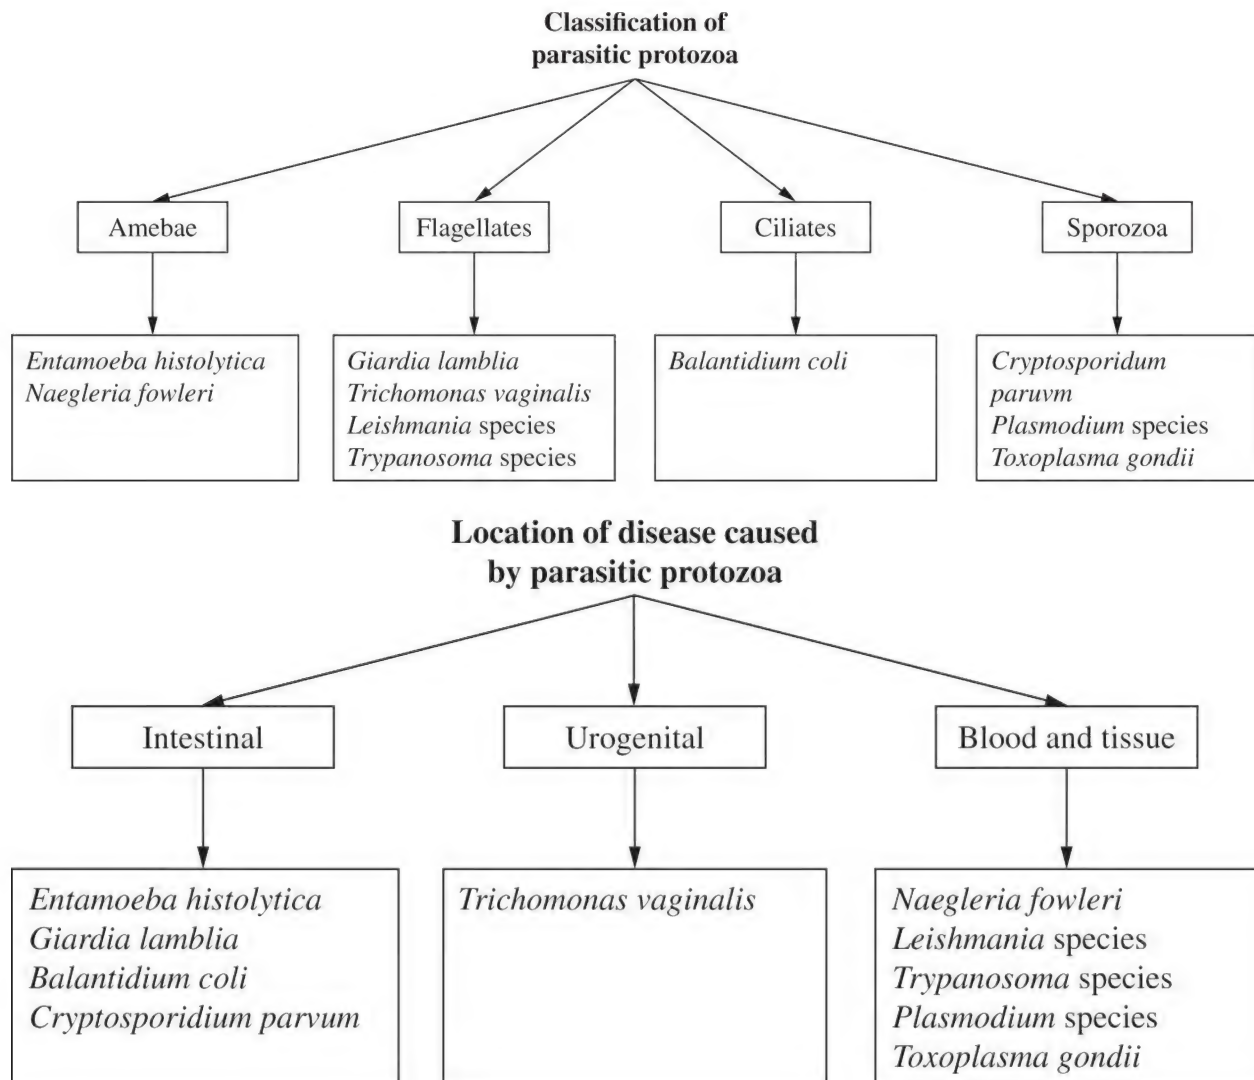 Classification of
parasitic protozoa
Amebae
Flagellates
Ciliates
Sporozoa
Entamoeba histolytica
Naegleria fowleri
Giardia lamblia
Trichomonas vaginalis
Leishmania species
Trypanosoma species
Balantidium coli
Cryptosporidum
paruvm
Plasmodium species
Toxoplasma gondii
Location of disease caused
by parasitic protozoa
Intestinal
Urogenital
Blood and tissue
Entamoeba histolytica
Giardia lamblia
Balantidium coli
Cryptosporidium parvum
Trichomonas vaginalis
Naegleria fowleri
Leishmania species
Trypanosoma species
Plasmodium species
Toxoplasma gondii